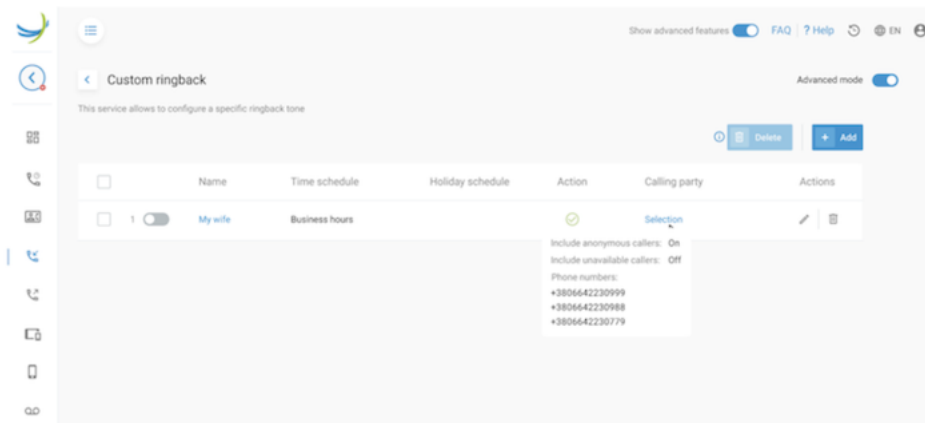 Show advanced features FAQ ? Help EN
Custom ringback Advanced mode
This service allows to configure a specific ringback tone
Delete + Add
Name Time schedule Holiday schedule Action Calling party Actions
1 My wife Business hours Selection
Include anonymous callers: On
Include unavailable callers: Off
Phone numbers:
+3806642230999
+3806642230988
+3806642230779